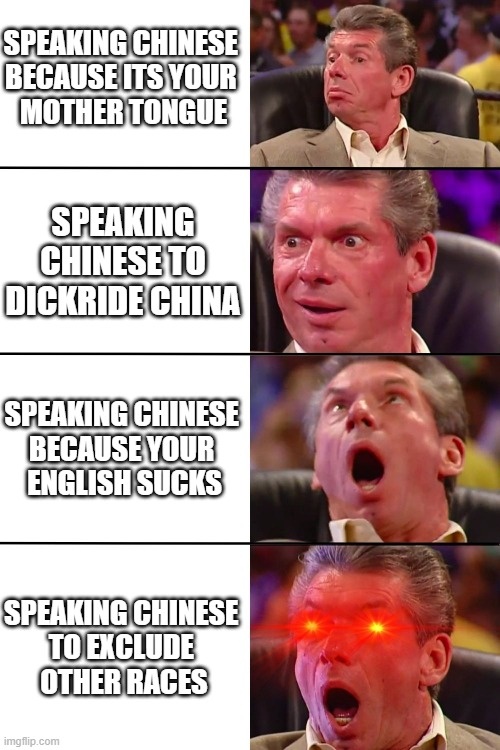 SPEAKING CHINESE
BECAUSE ITS YOUR
MOTHER TONGUE
SPEAKING
CHINESE TO
DICKRIDE CHINA
SPEAKING CHINESE
BECAUSE YOUR
ENGLISH SUCKS
SPEAKING CHINESE
TO EXCLUDE
OTHER RACES
imgflip.com